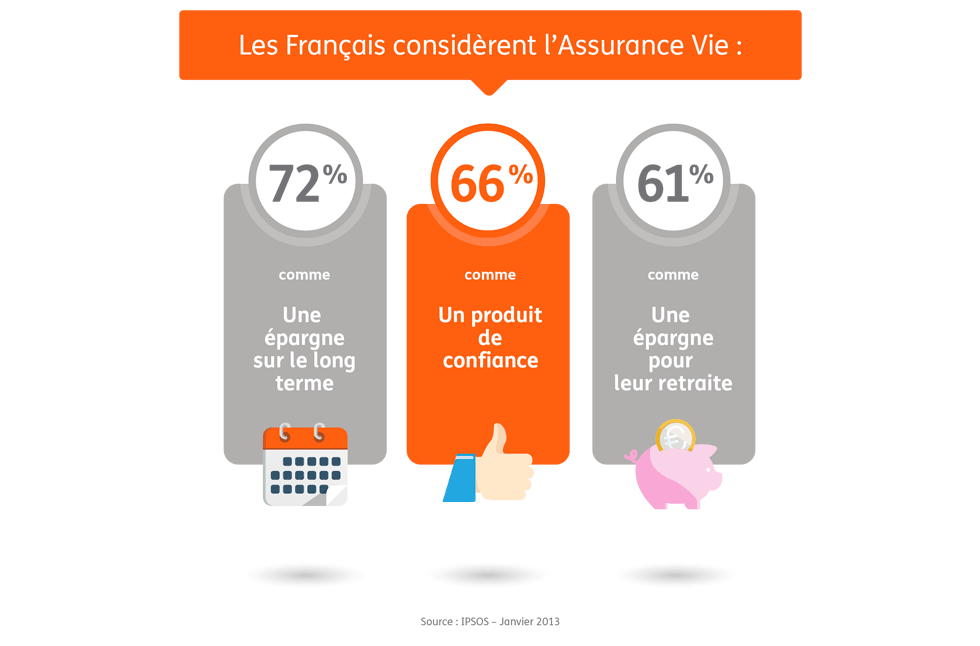 Les Français considèrent l’Assurance Vie :
72%
comme
Une
épargne
sur le long
terme
66%
comme
Un produit
de
confiance
61%
comme
Une
épargne
pour
leur retraite
€
Source : IPSOS – Janvier 2013